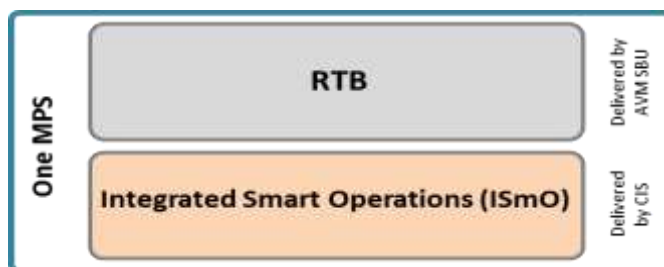 One MPS
RTB
Delivered by
AVM SBU
Integrated Smart Operations (ISmO)
Delivered
by CIS